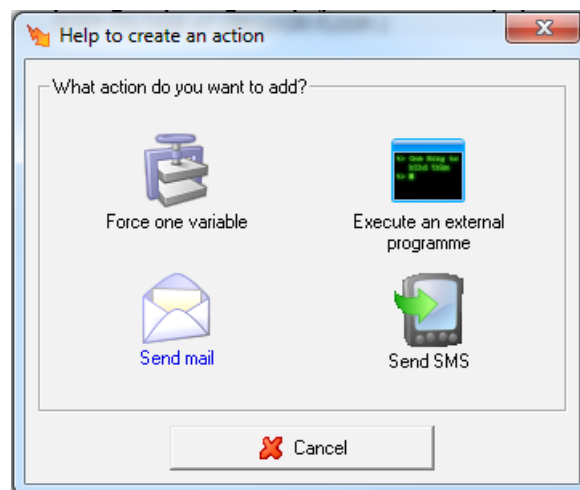 Help to create an action
What action do you want to add?
Force one variable
Execute an external
programme
Send mail
Send SMS
Cancel